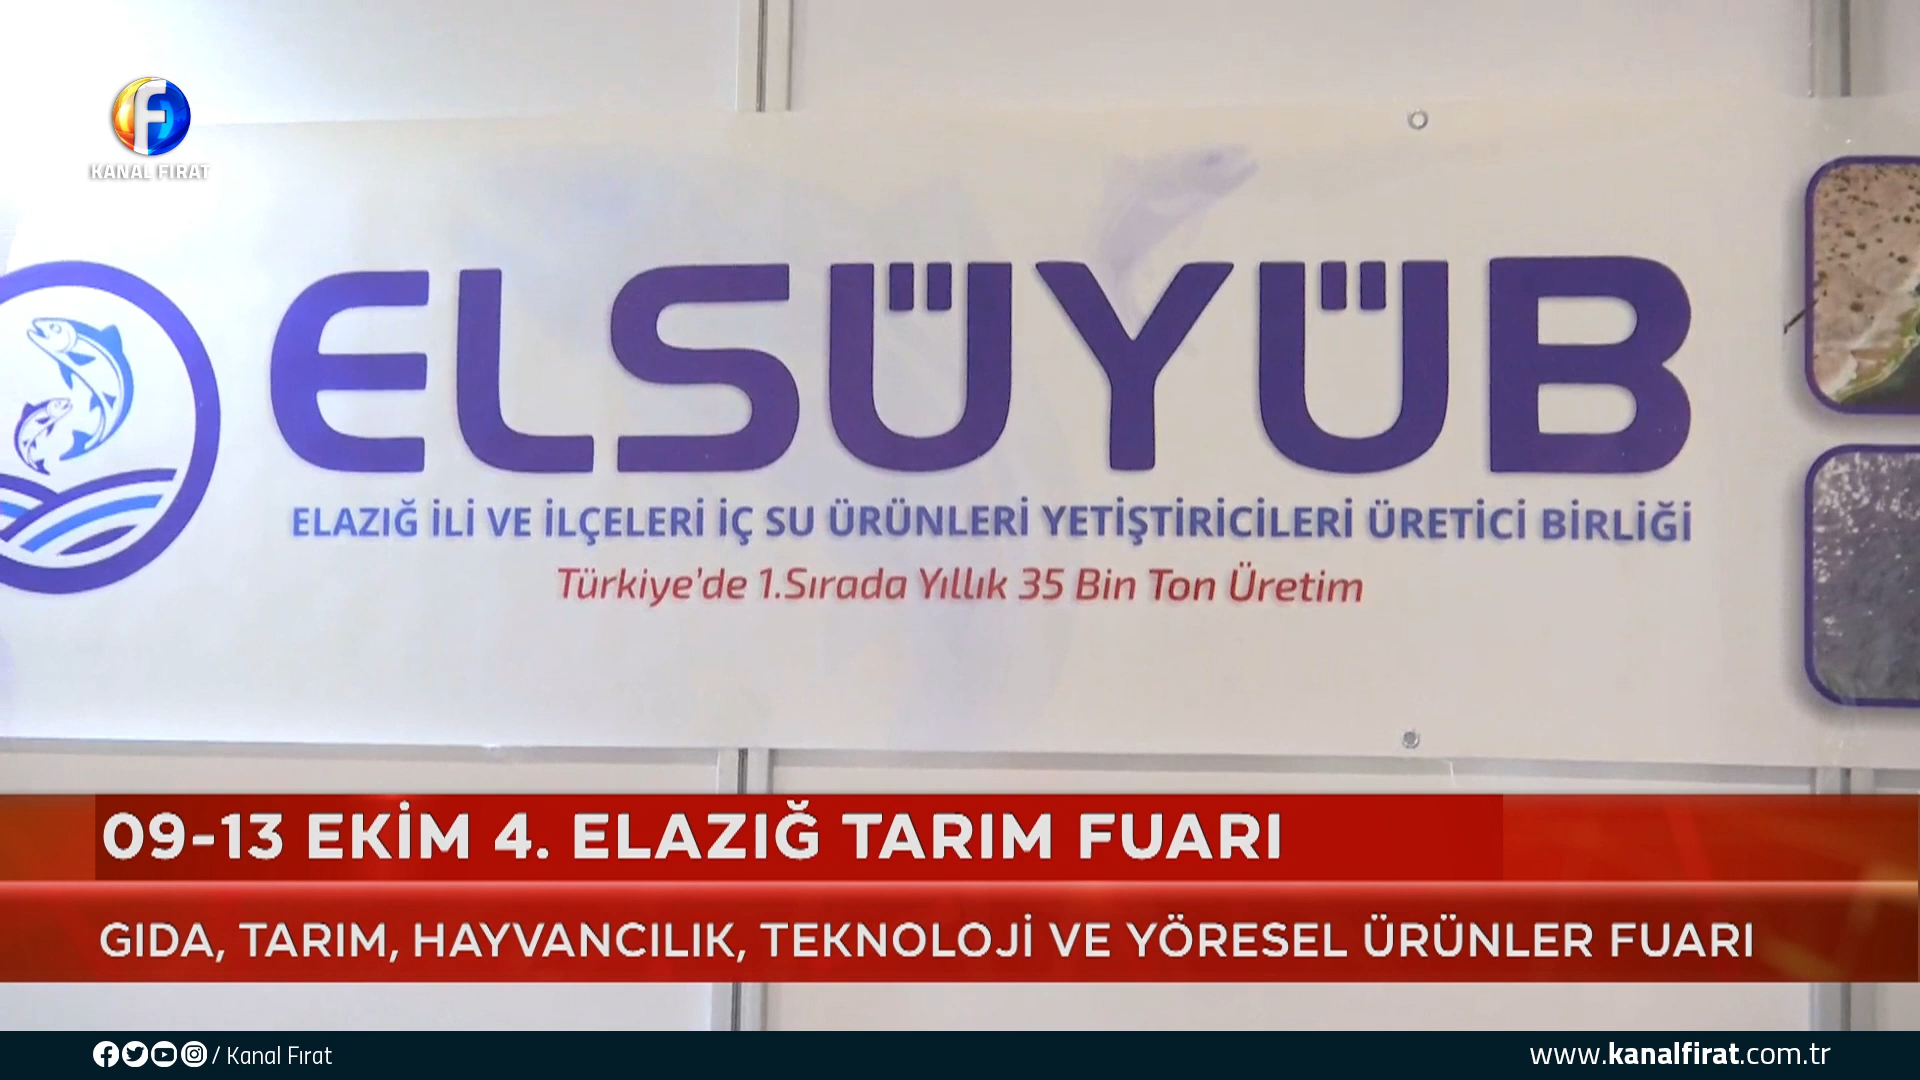 KANAL FIRAT
ELSÜYÜB
ELAZIĞ İLİ VE İLÇELERİ İÇ SU ÜRÜNLERİ YETİŞTİRİCİLERİ ÜRETİCİ BİRLİĞİ
Türkiye'de 1.Sırada Yıllık 35 Bin Ton Üretim
09-13 EKİM 4. ELAZIĞ TARIM FUARI
GIDA, TARIM, HAYVANCILIK, TEKNOLOJİ VE YÖRESEL ÜRÜNLER FUARI
/ Kanal Fırat
www.kanalfirat.com.tr